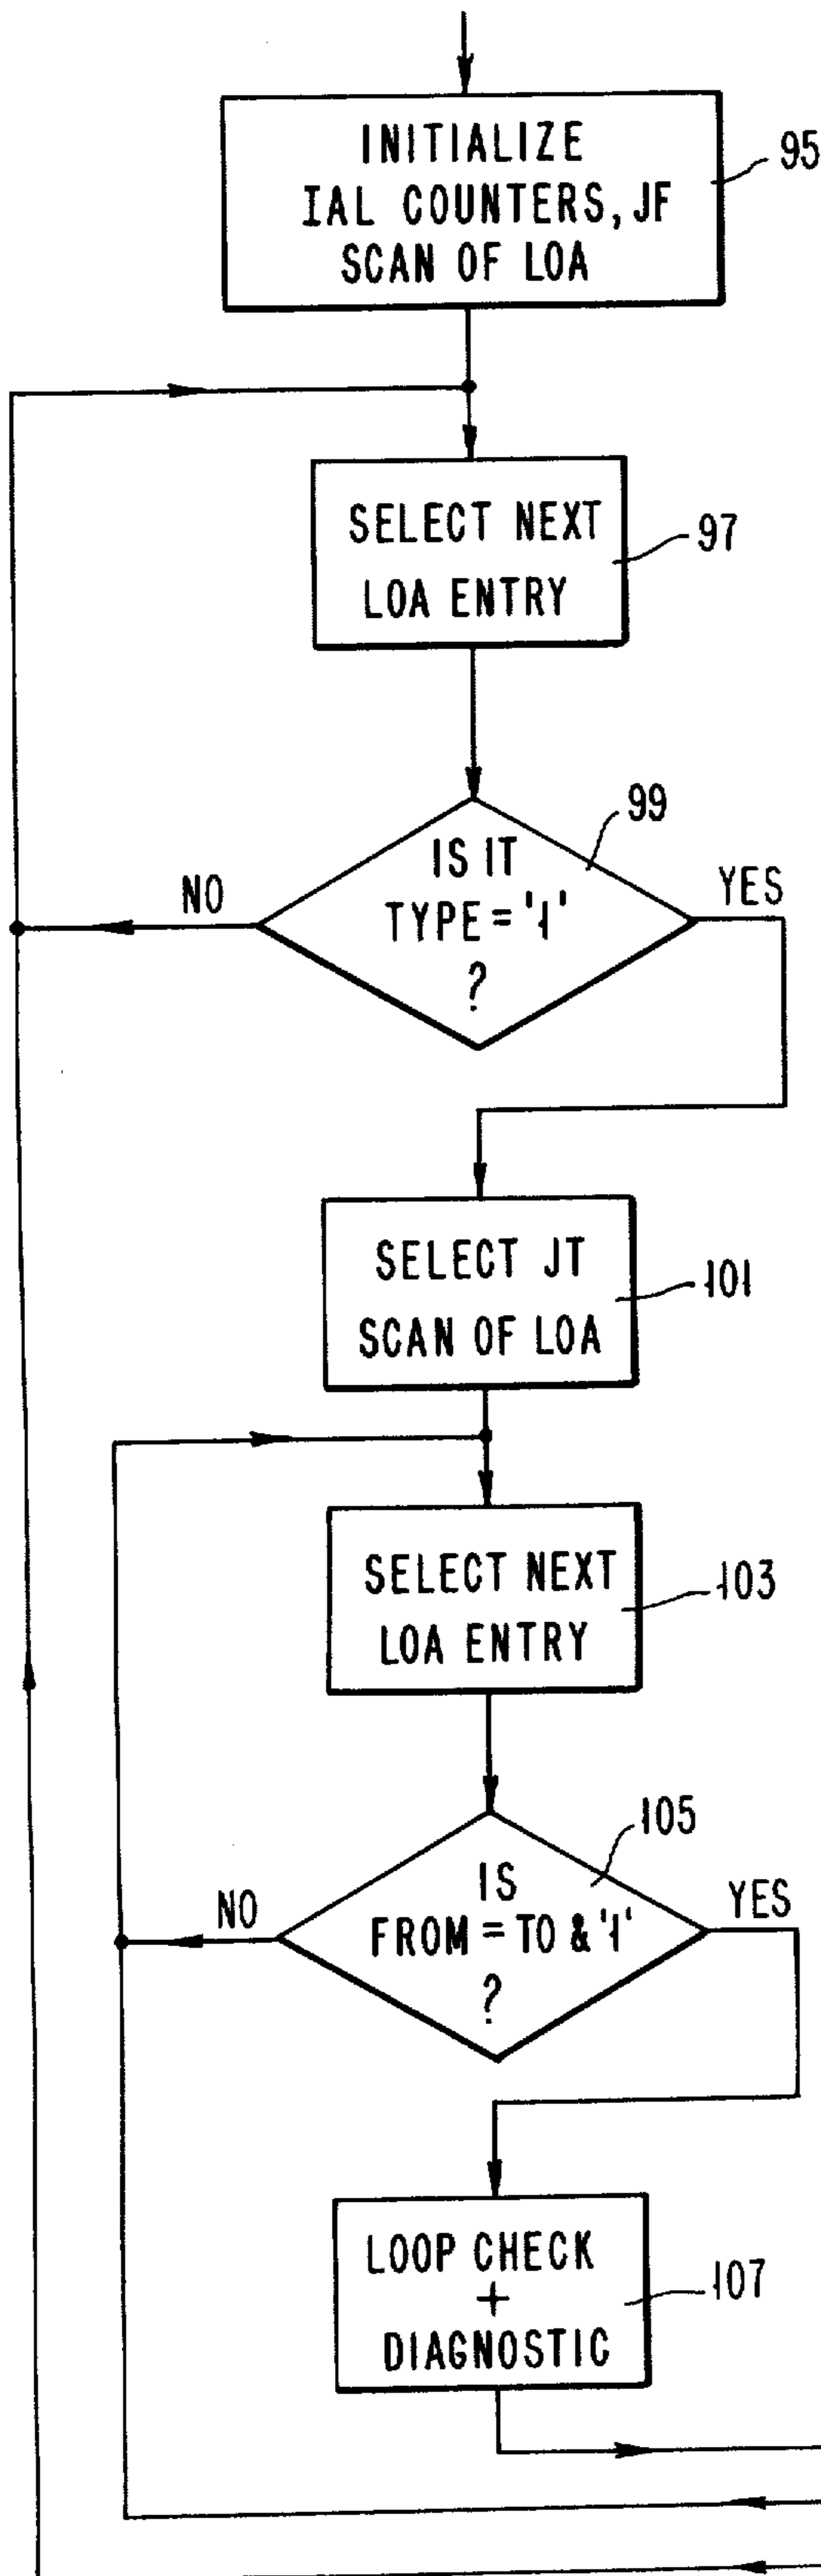 INITIALIZE
IAL COUNTERS, JF
SCAN OF LOA
95
SELECT NEXT
LOA ENTRY
97
99
IS IT
TYPE = '1'
?
NO
YES
SELECT JT
SCAN OF LOA
101
SELECT NEXT
LOA ENTRY
103
105
IS
FROM = TO & '1'
?
NO
YES
LOOP CHECK
+
DIAGNOSTIC
107